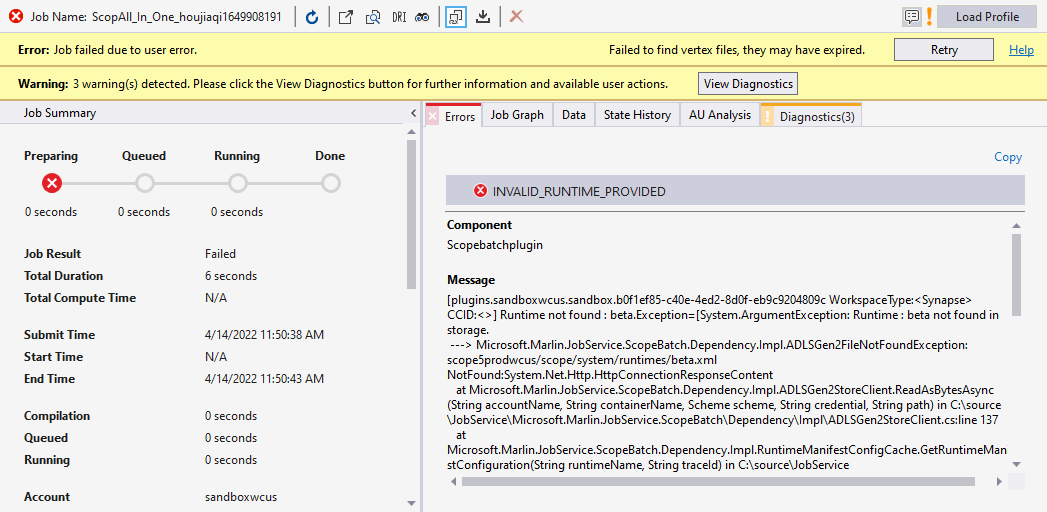 Job Name: ScopAll_In_One_houjiaqi1649908191
DRI
Load Profile
Error: Job failed due to user error.
Failed to find vertex files, they may have expired.
Retry
Help
Warning: 3 warning(s) detected. Please click the View Diagnostics button for further information and available user actions.
View Diagnostics
Job Summary
Preparing Queued Running Done
0 seconds 0 seconds 0 seconds
Job Result Failed
Total Duration 6 seconds
Total Compute Time N/A
Submit Time 4/14/2022 11:50:38 AM
Start Time N/A
End Time 4/14/2022 11:50:43 AM
Compilation 0 seconds
Queued 0 seconds
Running 0 seconds
Account sandboxwcus
Errors Job Graph Data State History AU Analysis Diagnostics(3)
Copy
INVALID_RUNTIME_PROVIDED
Component
Scopebatchplugin
Message
[plugins.sandboxwcus.sandbox.b0f1ef85-c40e-4ed2-8d0f-eb9c9204809c WorkspaceType:<Synapse>
CCID:<>] Runtime not found : beta.Exception=[System.ArgumentException: Runtime : beta not found in
storage.
---> Microsoft.Marlin.JobService.ScopeBatch.Dependency.Impl.ADLSGen2FileNotFoundException:
scope5prodwcus/scope/system/runtimes/beta.xml
NotFound:System.Net.Http.HttpConnectionResponseContent
at Microsoft.Marlin.JobService.ScopeBatch.Dependency.Impl.ADLSGen2StoreClient.ReadAsBytesAsync
(String accountName, String containerName, Scheme scheme, String credential, String path) in C:\source
\JobService\Microsoft.Marlin.JobService.ScopeBatch\Dependency\Impl\ADLSGen2StoreClient.cs:line 137
at
Microsoft.Marlin.JobService.ScopeBatch.Dependency.Impl.RuntimeManifestConfigCache.GetRuntimeMan
stConfiguration(String runtimeName, String traceId) in C:\source\JobService